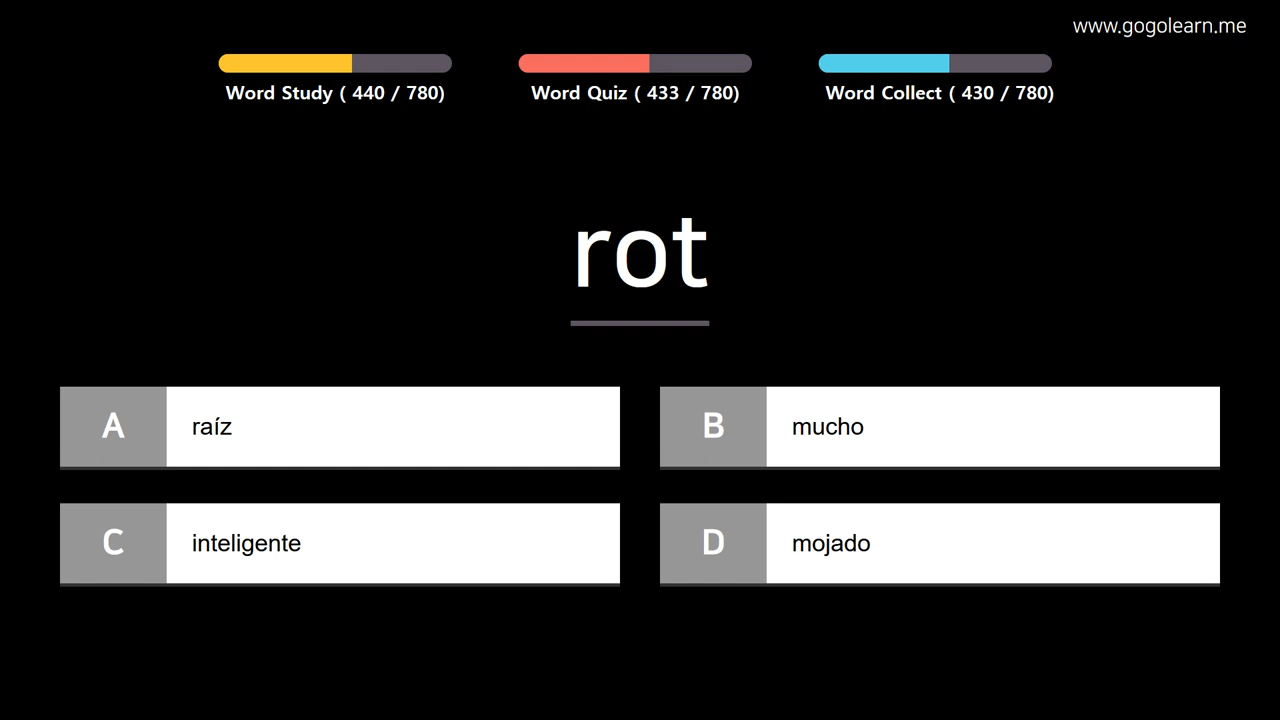 www.gogolearn.me
Word Study ( 440 / 780)
Word Quiz ( 433 / 780)
Word Collect ( 430 / 780)
rot
A raíz
B mucho
C inteligente
D mojado